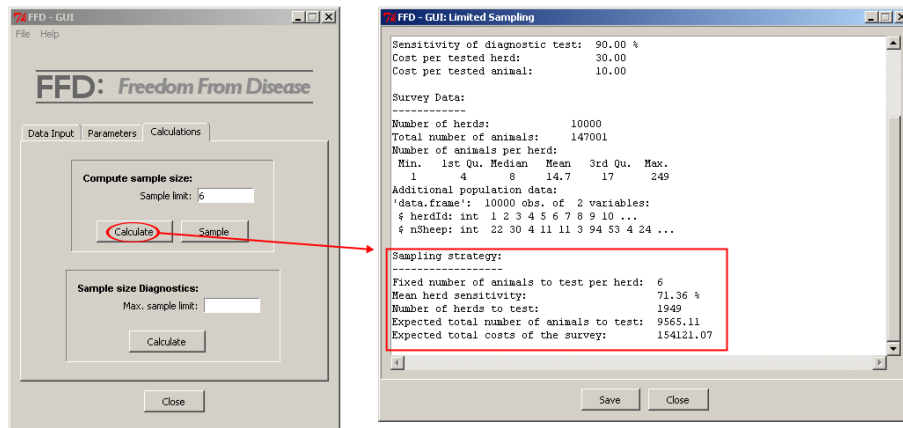 FFD - GUI
File Help
FFD: Freedom From Disease
Data Input Parameters Calculations
Compute sample size:
Sample limit: 6
Calculate Sample
Sample size Diagnostics:
Max. sample limit:
Calculate
Close
FFD - GUI: Limited Sampling
Sensitivity of diagnostic test: 90.00 %
Cost per tested herd: 30.00
Cost per tested animal: 10.00
Survey Data:
------------
Number of herds: 10000
Total number of animals: 147001
Number of animals per herd:
Min. 1st Qu. Median Mean 3rd Qu. Max.
1 4 8 14.7 17 249
Additional population data:
'data.frame': 10000 obs. of 2 variables:
$ herdId: int 1 2 3 4 5 6 7 8 9 10 ...
$ nSheep: int 22 30 4 11 11 3 94 53 4 24 ...
Sampling strategy:
------------------
Fixed number of animals to test per herd: 6
Mean herd sensitivity: 71.36 %
Number of herds to test: 1949
Expected total number of animals to test: 9565.11
Expected total costs of the survey: 154121.07
Save Close